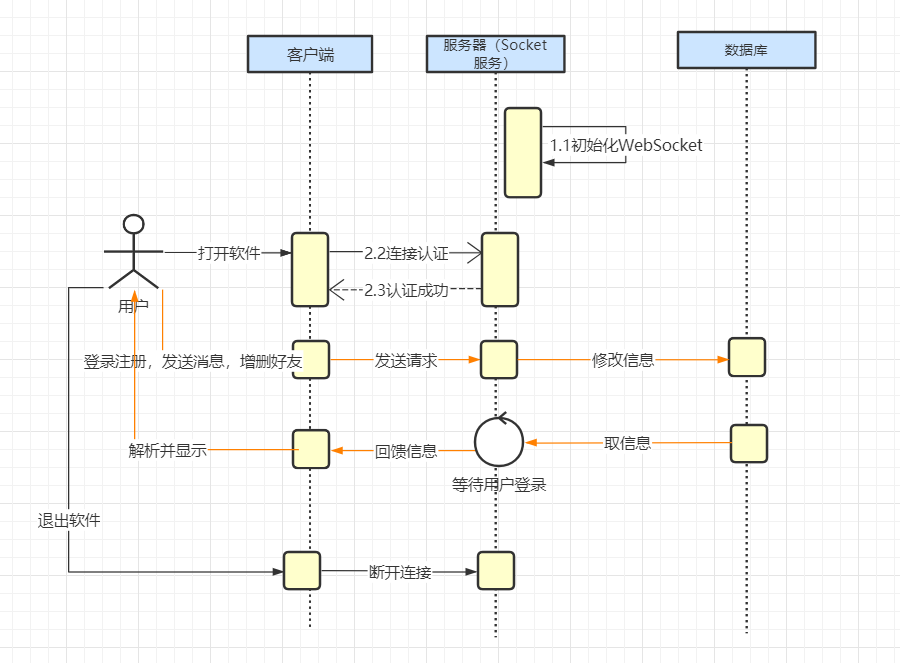 客户端
服务器（Socket
服务）
数据库
1.1初始化WebSocket
打开软件
2.2连接认证
2.3认证成功
用户
登录注册，发送消息，增删好友
发送请求
修改信息
解析并显示
回馈信息
取信息
等待用户登录
退出软件
断开连接